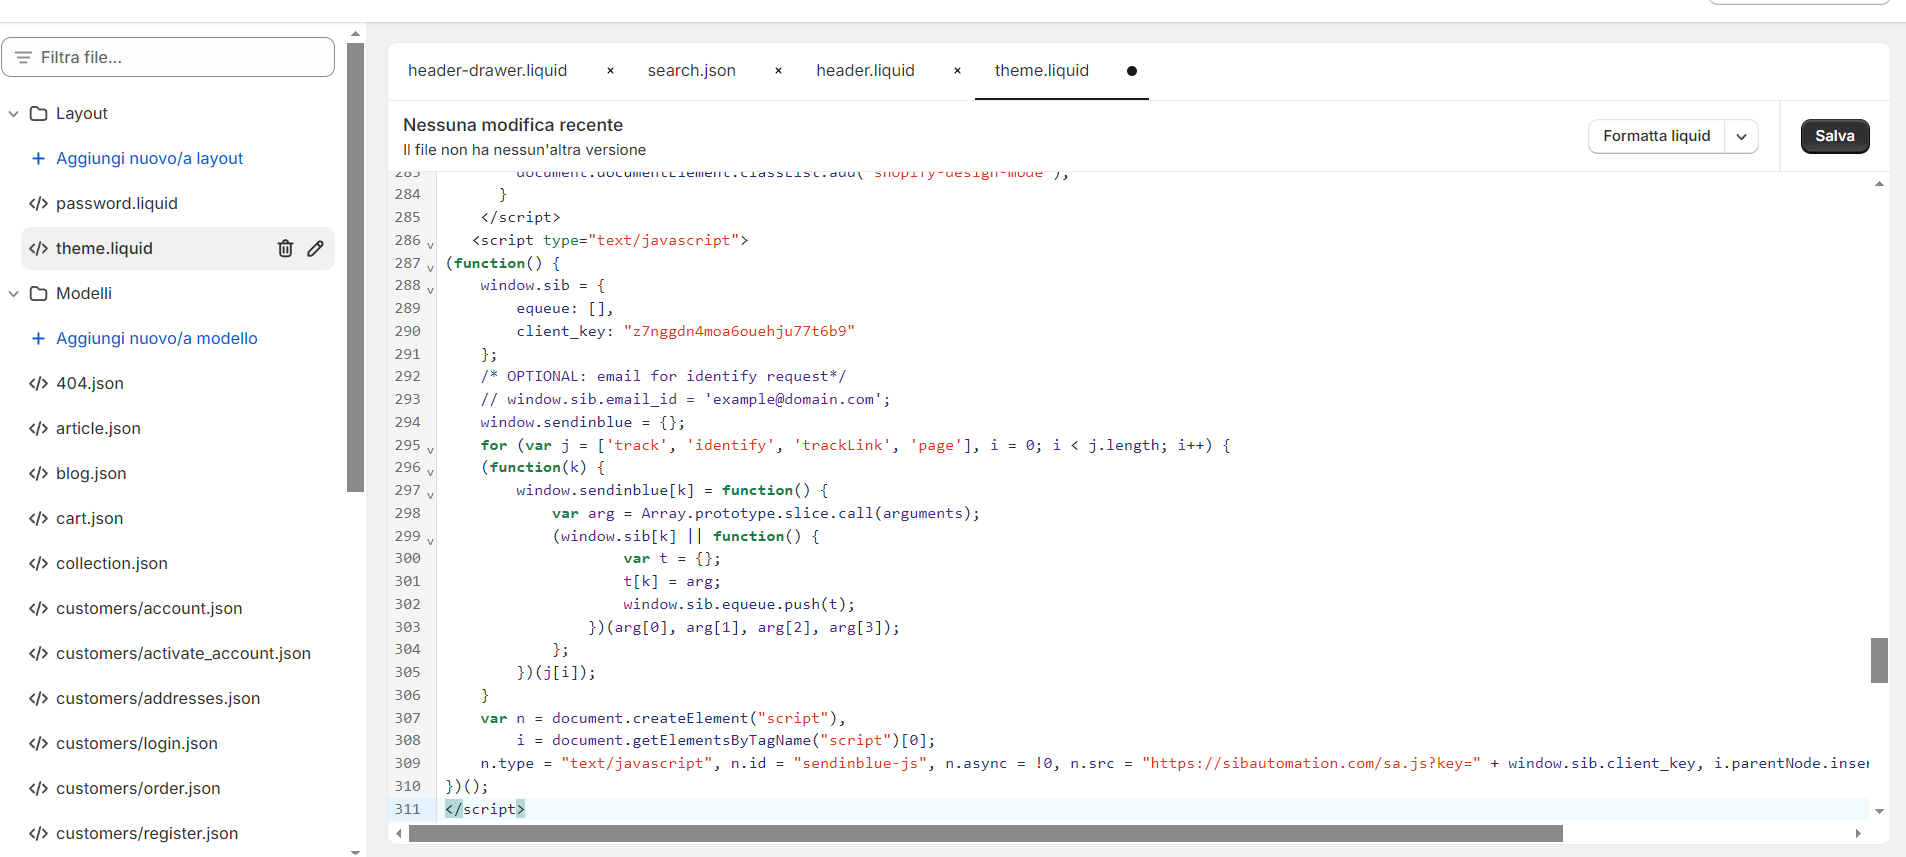 Filtra file...
Layout
Aggiungi nuovo/a layout
password.liquid
theme.liquid
Modelli
Aggiungi nuovo/a modello
404.json
article.json
blog.json
cart.json
collection.json
customers/account.json
customers/activate_account.json
customers/addresses.json
customers/login.json
customers/order.json
customers/register.json
header-drawer.liquid
search.json
header.liquid
theme.liquid
Nessuna modifica recente
Il file non ha nessun'altra versione
Formatta liquid
Salva
283 document.documentElement.classList.add('shopify-design-mode');
284 }
285 </script>
286 <script type="text/javascript">
287 (function() {
288 window.sib = {
289 equeue: [],
290 client_key: "z7nggdn4moa6ouehju77t6b9"
291 };
292 /* OPTIONAL: email for identify request*/
293 // window.sib.email_id = 'example@domain.com';
294 window.sendinblue = {};
295 for (var j = ['track', 'identify', 'trackLink', 'page'], i = 0; i < j.length; i++) {
296 (function(k) {
297 window.sendinblue[k] = function() {
298 var arg = Array.prototype.slice.call(arguments);
299 (window.sib[k] || function() {
300 var t = {};
301 t[k] = arg;
302 window.sib.equeue.push(t);
303 })(arg[0], arg[1], arg[2], arg[3]);
304 };
305 })(j[i]);
306 }
307 var n = document.createElement("script"),
308 i = document.getElementsByTagName("script")[0];
309 n.type = "text/javascript", n.id = "sendinblue-js", n.async = !0, n.src = "https://sibautomation.com/sa.js?key=" + window.sib.client_key, i.parentNode.inser
310 })();
311 </script>